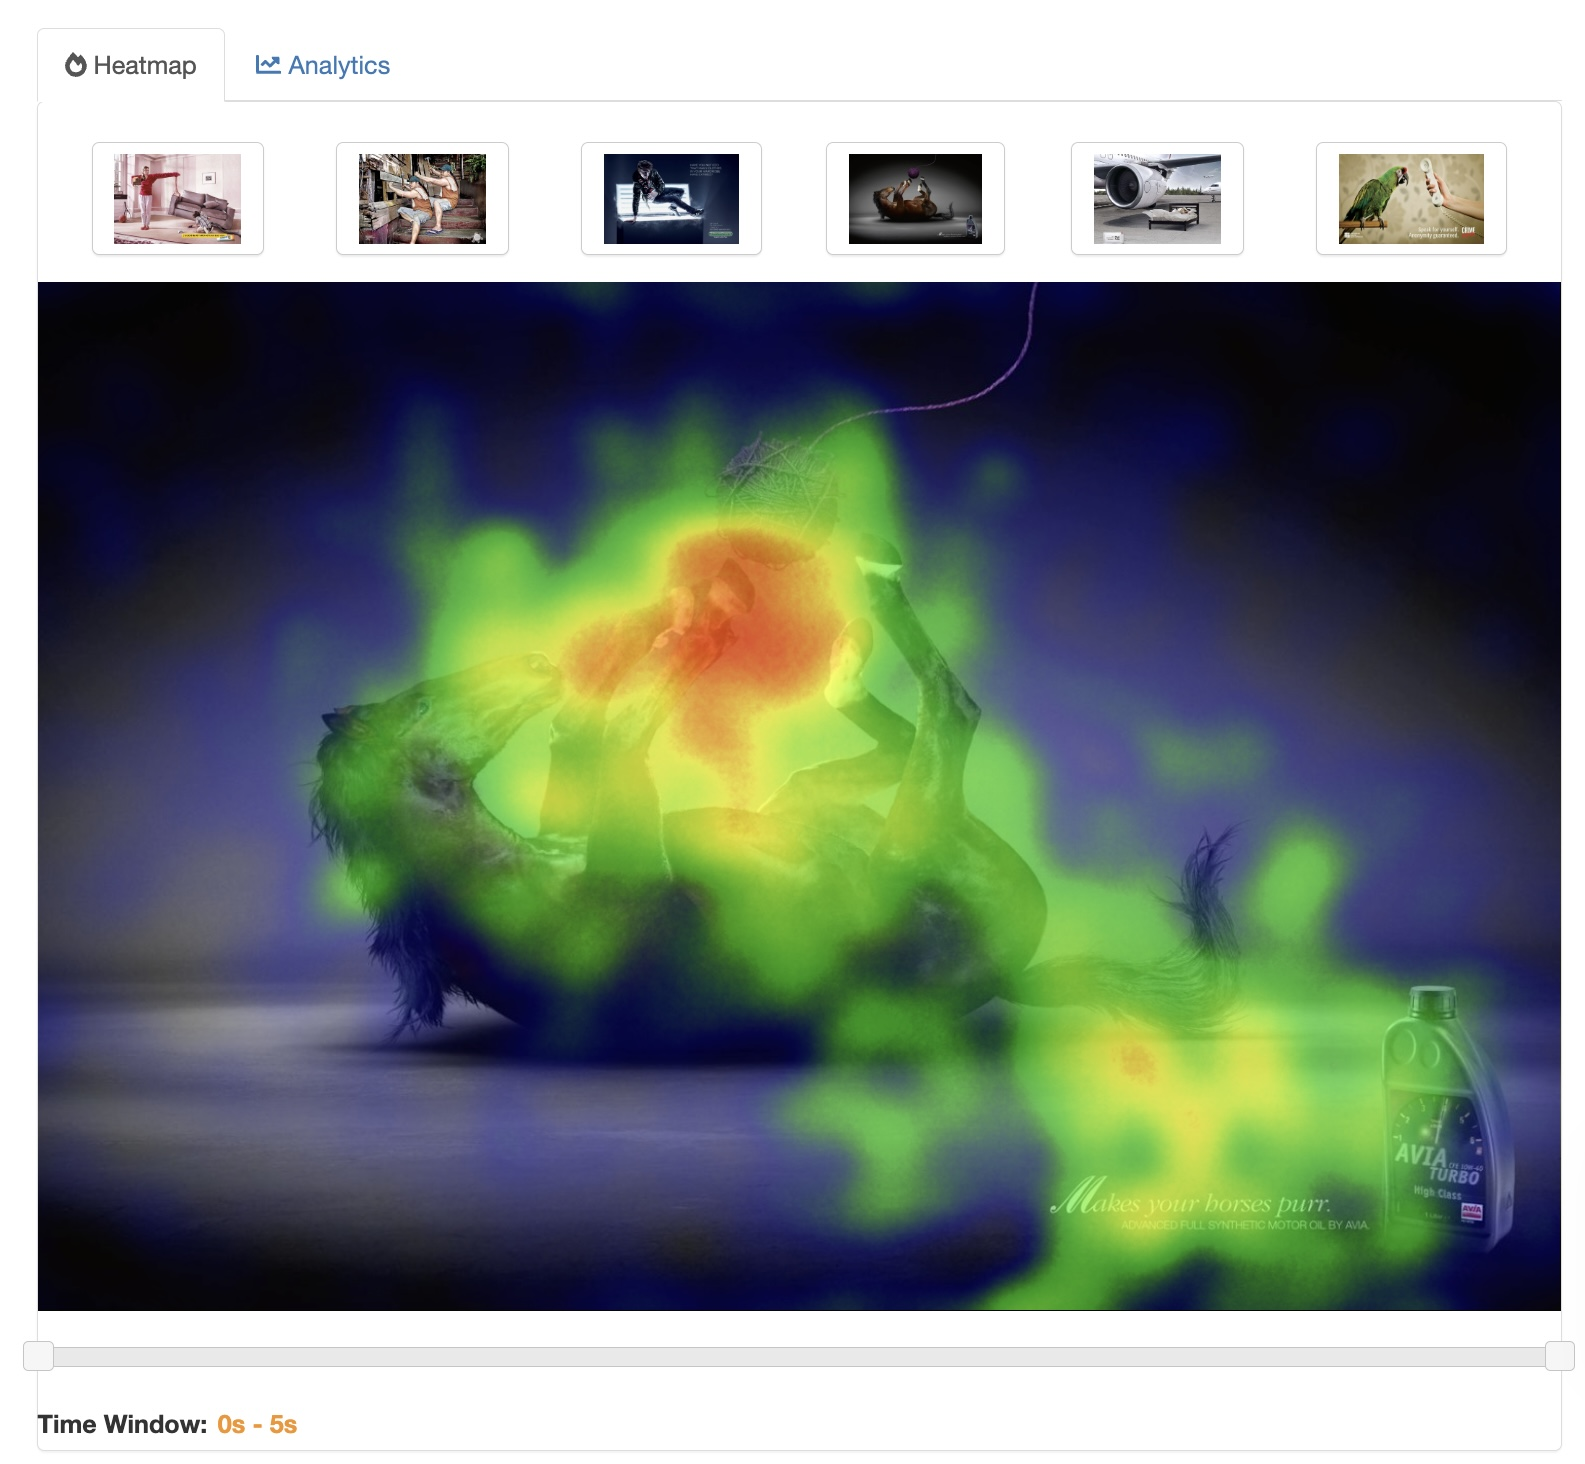 Heatmap
Analytics
AVIA
TURBO
High Class
AVIA
Makes your horses purr.
ADVANCED FULL SYNTHETIC MOTOR OIL BY AVIA.
Time Window: 0s - 5s